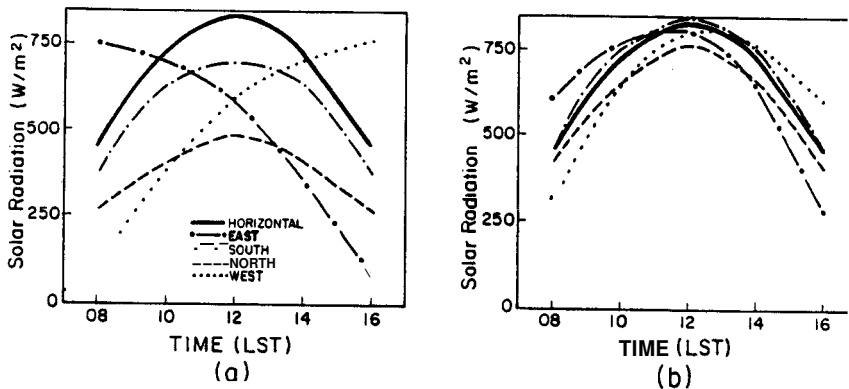 (a)
Solar Radiation (W/m²)
750
500
250
0
HORIZONTAL
EAST
SOUTH
NORTH
WEST
08 10 12 14 16
TIME (LST)
(a)
(b)
Solar Radiation (W/m²)
750
500
250
0
08 10 12 14 16
TIME (LST)
(b)